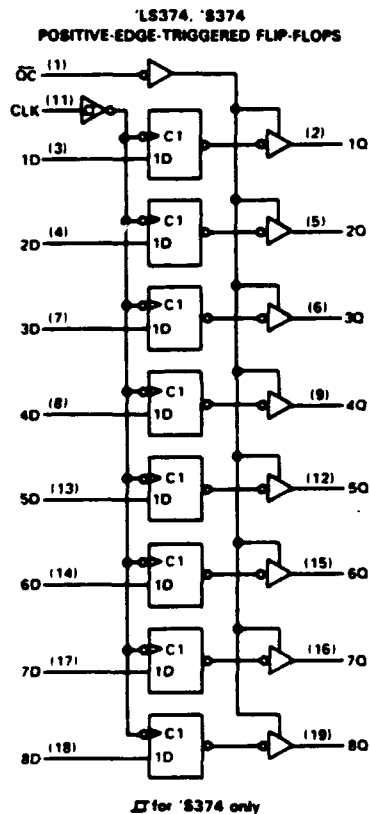 'LS374, 'S374
POSITIVE-EDGE-TRIGGERED FLIP-FLOPS
O̅C̅ (1)
CLK (11)
C1
1D (3) 1D (2) 1Q
C1
2D (4) 1D (5) 2Q
C1
3D (7) 1D (6) 3Q
C1
4D (8) 1D (9) 4Q
C1
5D (13) 1D (12) 5Q
C1
6D (14) 1D (15) 6Q
C1
7D (17) 1D (16) 7Q
C1
8D (18) 1D (19) 8Q
for 'S374 only